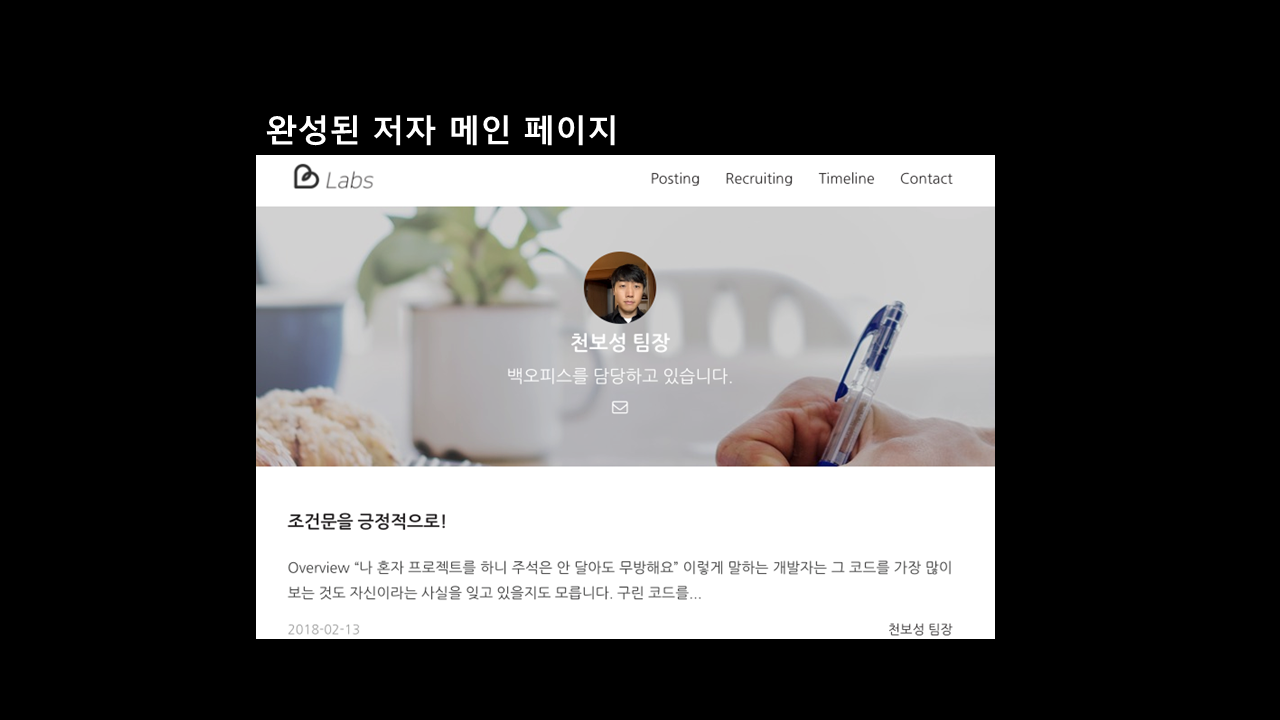 완성된 저자 메인 페이지
Labs
Posting Recruiting Timeline Contact
천보성 팀장
백오피스를 담당하고 있습니다.
조건문을 긍정적으로!
Overview “나 혼자 프로젝트를 하니 주석은 안 달아도 무방해요” 이렇게 말하는 개발자는 그 코드를 가장 많이
보는 것도 자신이라는 사실을 잊고 있을지도 모릅니다. 구린 코드를...
2018-02-13 천보성 팀장